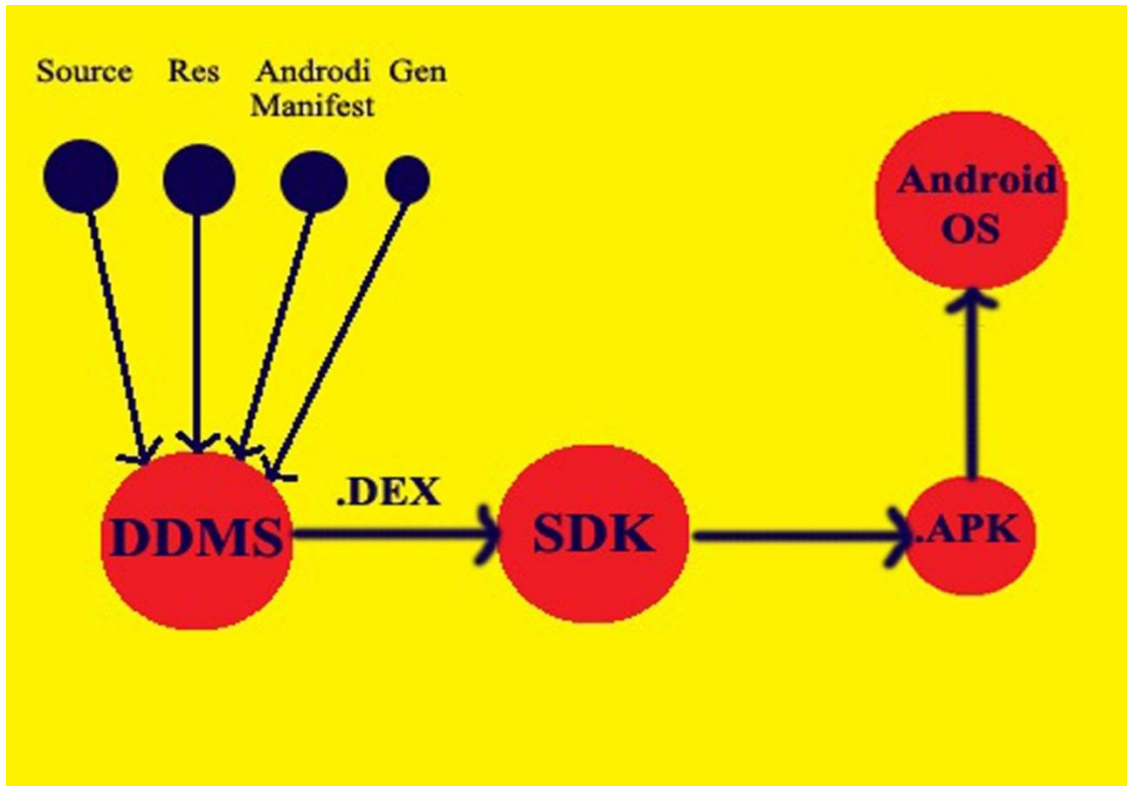 Source Res Androdi Gen
Manifest
Android
OS
.DEX
DDMS
SDK
.APK